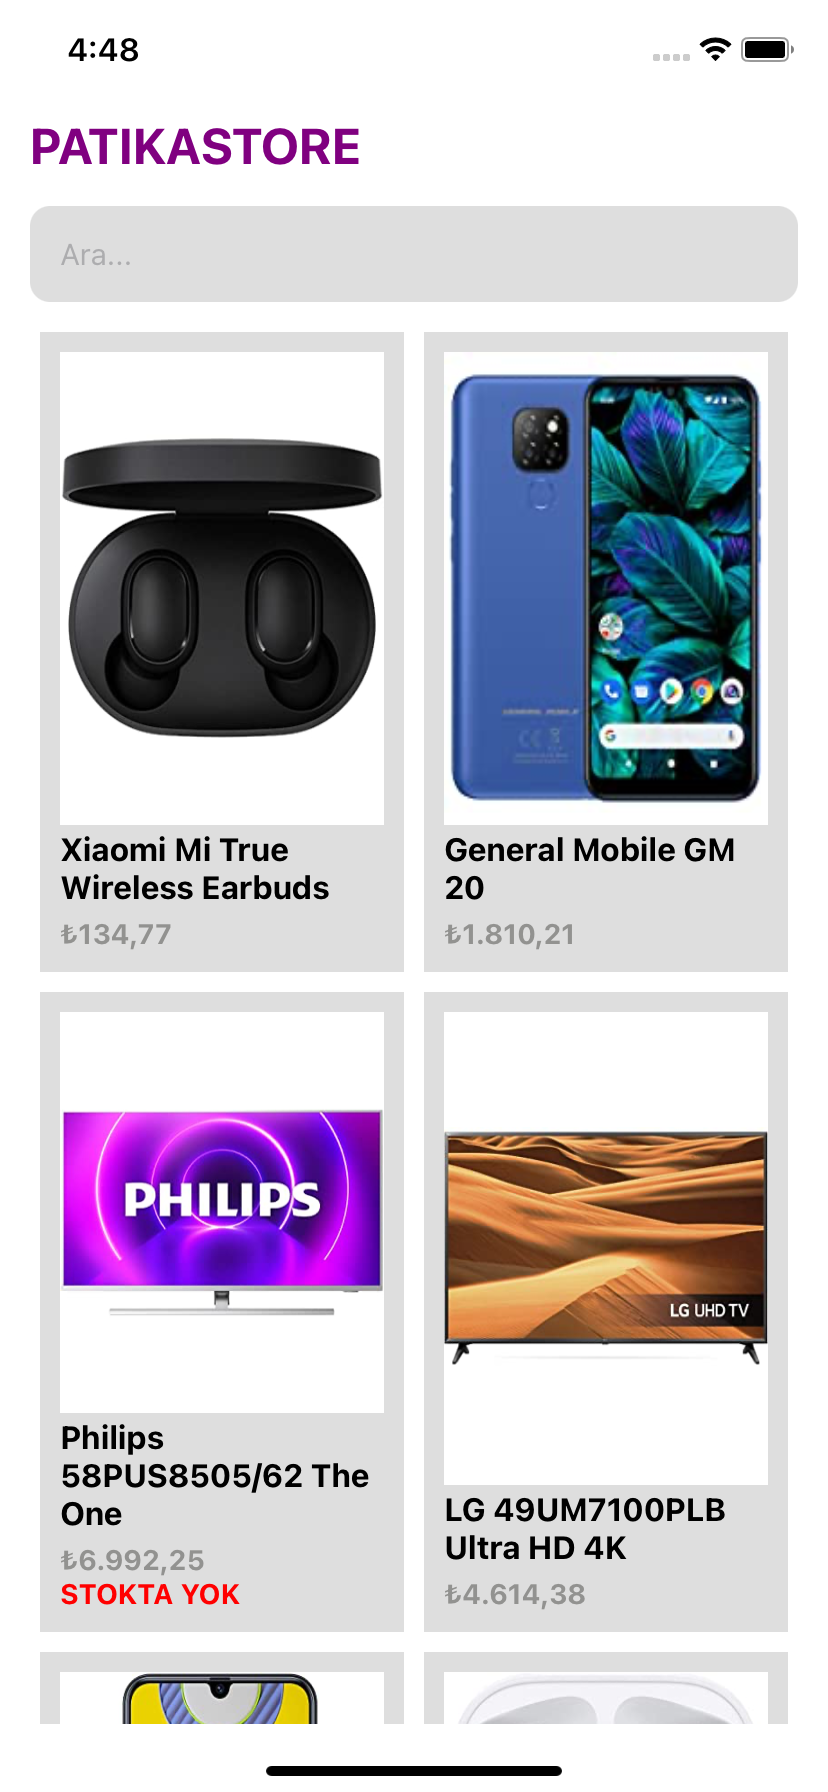 4:48
PATIKASTORE
Ara...
Xiaomi Mi True
Wireless Earbuds
₺134,77
General Mobile GM
20
₺1.810,21
PHILIPS
LG UHD TV
Philips
58PUS8505/62 The
One
₺6.992,25
STOKTA YOK
LG 49UM7100PLB
Ultra HD 4K
₺4.614,38